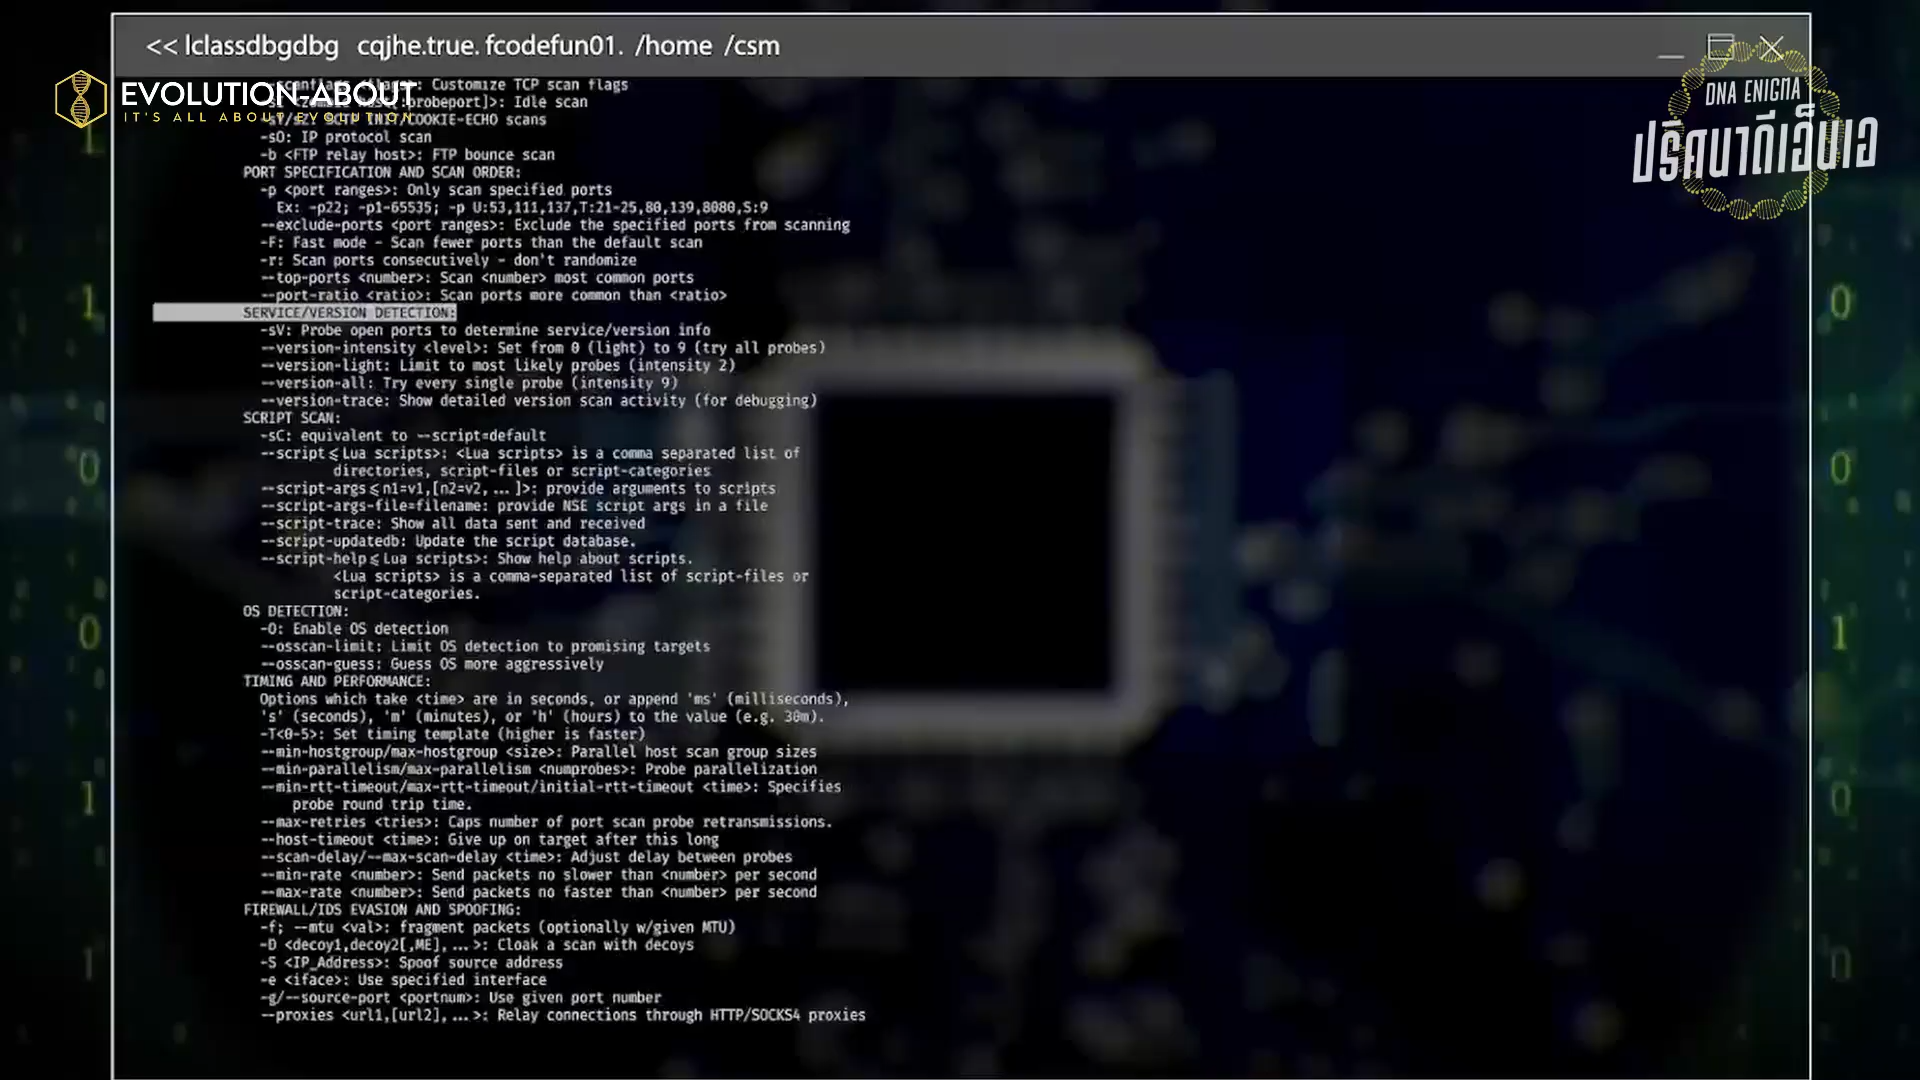 << lclassdbgdbg cqjhe.true. fcodefun01. /home /csm
EVOLUTION-ABOUT
IT'S ALL ABOUT EVOLUTION
DNA ENIGMA
ปริศนาดีเอ็นเอ
Customize TCP scan flags
probeport]>: Idle scan
INIT/COOKIE-ECHO scans
-sO: IP protocol scan
-b <FTP relay host>: FTP bounce scan
PORT SPECIFICATION AND SCAN ORDER:
-p <port ranges>: Only scan specified ports
Ex: -p22; -p1-65535; -p U:53,111,137,T:21-25,80,139,8080,S:9
--exclude-ports <port ranges>: Exclude the specified ports from scanning
-F: Fast mode - Scan fewer ports than the default scan
-r: Scan ports consecutively - don't randomize
--top-ports <number>: Scan <number> most common ports
--port-ratio <ratio>: Scan ports more common than <ratio>
SERVICE/VERSION DETECTION:
-sV: Probe open ports to determine service/version info
--version-intensity <level>: Set from 0 (light) to 9 (try all probes)
--version-light: Limit to most likely probes (intensity 2)
--version-all: Try every single probe (intensity 9)
--version-trace: Show detailed version scan activity (for debugging)
SCRIPT SCAN:
-sC: equivalent to --script=default
--script=<Lua scripts>: <Lua scripts> is a comma separated list of
directories, script-files or script-categories
--script-args=<n1=v1,[n2=v2,...]>: provide arguments to scripts
--script-args-file=filename: provide NSE script args in a file
--script-trace: Show all data sent and received
--script-updatedb: Update the script database.
--script-help=<Lua scripts>: Show help about scripts.
<Lua scripts> is a comma-separated list of script-files or
script-categories.
OS DETECTION:
-O: Enable OS detection
--osscan-limit: Limit OS detection to promising targets
--osscan-guess: Guess OS more aggressively
TIMING AND PERFORMANCE:
Options which take <time> are in seconds, or append 'ms' (milliseconds),
's' (seconds), 'm' (minutes), or 'h' (hours) to the value (e.g. 30m).
-T<0-5>: Set timing template (higher is faster)
--min-hostgroup/max-hostgroup <size>: Parallel host scan group sizes
--min-parallelism/max-parallelism <numprobes>: Probe parallelization
--min-rtt-timeout/max-rtt-timeout/initial-rtt-timeout <time>: Specifies
probe round trip time.
--max-retries <tries>: Caps number of port scan probe retransmissions.
--host-timeout <time>: Give up on target after this long
--scan-delay/--max-scan-delay <time>: Adjust delay between probes
--min-rate <number>: Send packets no slower than <number> per second
--max-rate <number>: Send packets no faster than <number> per second
FIREWALL/IDS EVASION AND SPOOFING:
-f; --mtu <val>: fragment packets (optionally w/given MTU)
-D <decoy1,decoy2[,ME],...>: Cloak a scan with decoys
-S <IP_Address>: Spoof source address
-e <iface>: Use specified interface
-g/--source-port <portnum>: Use given port number
--proxies <url1,[url2],...>: Relay connections through HTTP/SOCKS4 proxies
1
1
0
0
1
1
0
0
1
0
0